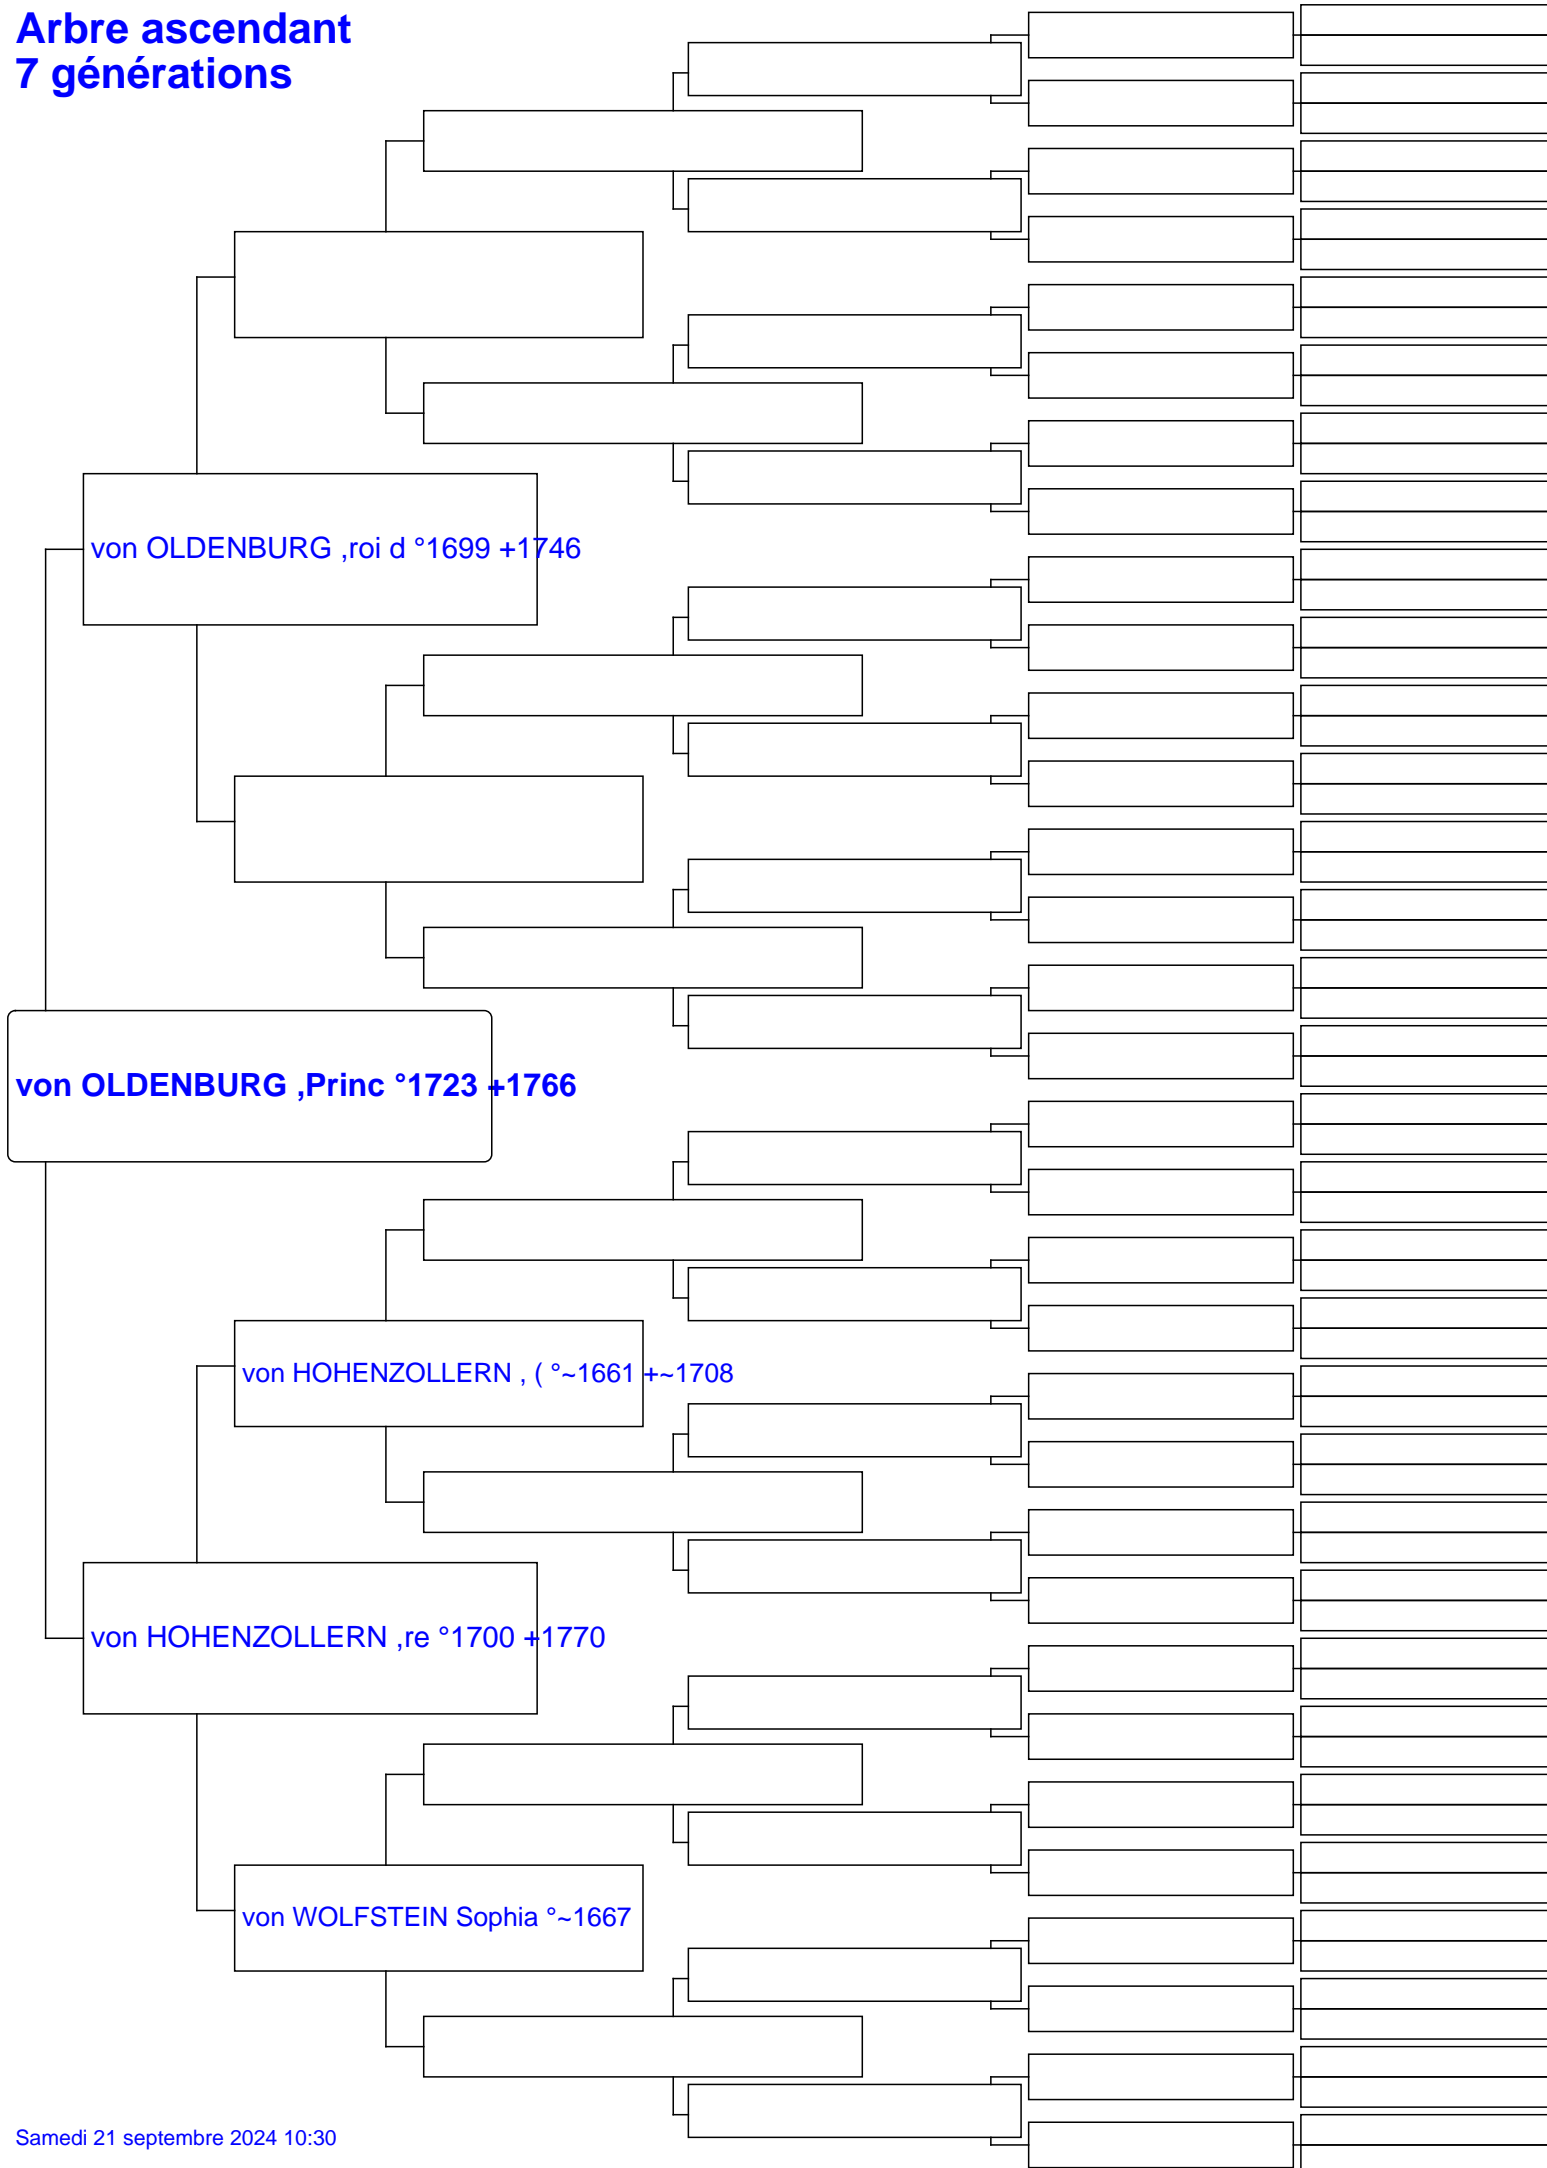 Arbre ascendant
7 générations
von OLDENBURG ,roi d °1699 +1746
von OLDENBURG ,Princ °1723 +1766
von HOHENZOLLERN , ( °~1661 +~1708
von HOHENZOLLERN ,re °1700 +1770
von WOLFSTEIN Sophia °~1667
Samedi 21 septembre 2024 10:30